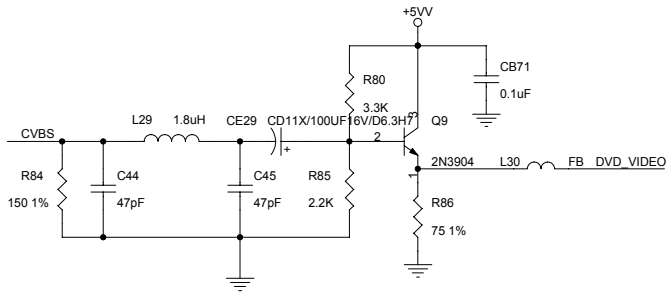 +5VV
CB71
0.1uF
R80
3.3K
L29 1.8uH
CE29 CD11X/100UF16V/D6.3H7
3
Q9
CVBS
2
+
2N3904
L30 FB DVD_VIDEO
1
R84
150 1%
C44
47pF
C45
47pF
R85
2.2K
R86
75 1%